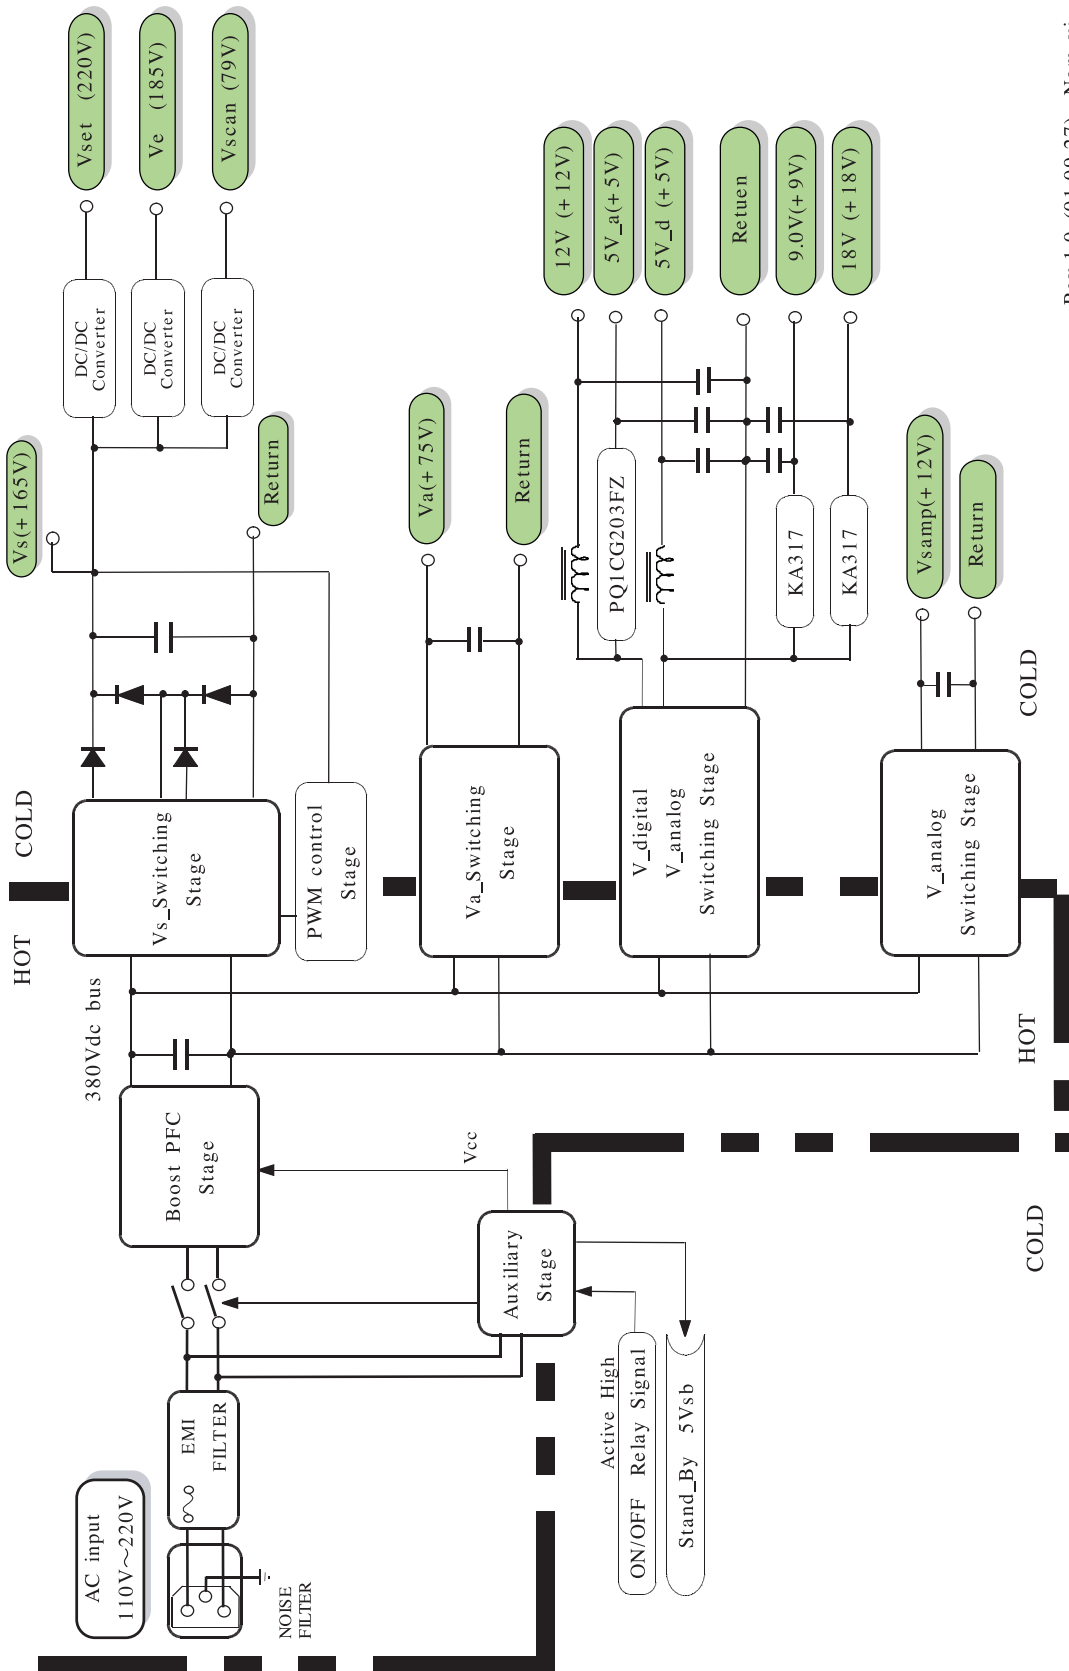 AC input
110V～220V
NOISE
FILTER
EMI
FILTER
Active High
ON/OFF Relay Signal
Stand_By 5Vsb
Auxiliary
Stage
Vcc
Boost PFC
Stage
380Vdc bus
HOT
COLD
Vs_Switching
Stage
PWM control
Stage
Vs(+165V)
Return
DC/DC
Converter
DC/DC
Converter
DC/DC
Converter
Vset (220V)
Ve (185V)
Vscan (79V)
Va_Switching
Stage
Va(+75V)
Return
V_digital
V_analog
Switching Stage
PQ1CG203FZ
KA317
KA317
12V (+12V)
5V_a(+5V)
5V_d (+5V)
Retuen
9.0V(+9V)
18V (+18V)
V_analog
Switching Stage
Vsamp(+12V)
Return
COLD
HOT
COLD